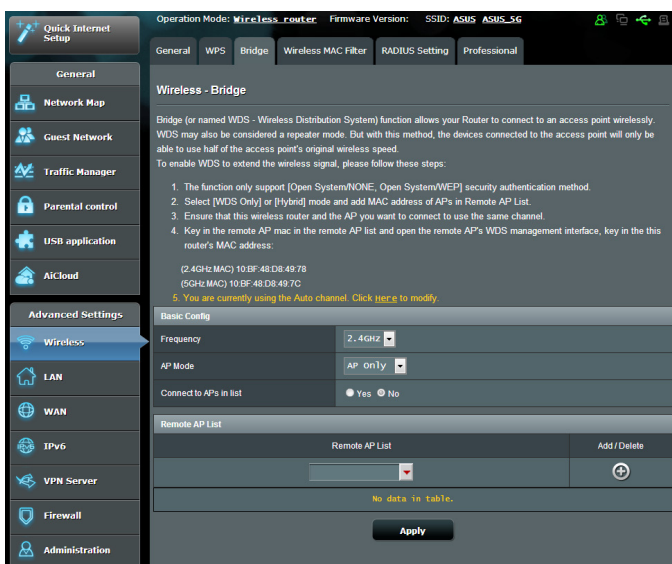 Quick Internet
Setup
General
Network Map
Guest Network
Traffic Manager
Parental control
USB application
AiCloud
Advanced Settings
Wireless
LAN
WAN
IPv6
VPN Server
Firewall
Administration
Operation Mode: Wireless router Firmware Version: SSID: ASUS ASUS_5G
General WPS Bridge Wireless MAC Filter RADIUS Setting Professional
Wireless - Bridge
Bridge (or named WDS - Wireless Distribution System) function allows your Router to connect to an access point wirelessly.
WDS may also be considered a repeater mode. But with this method, the devices connected to the access point will only be
able to use half of the access point's original wireless speed.
To enable WDS to extend the wireless signal, please follow these steps:
1. The function only support [Open System/NONE, Open System/WEP] security authentication method.
2. Select [WDS Only] or [Hybrid] mode and add MAC address of APs in Remote AP List.
3. Ensure that this wireless router and the AP you want to connect to use the same channel.
4. Key in the remote AP mac in the remote AP list and open the remote AP's WDS management interface, key in the this
router's MAC address:
(2.4GHz MAC) 10:BF:48:D8:49:78
(5GHz MAC) 10:BF:48:D8:49:7C
5. You are currently using the Auto channel. Click Here to modify.
Basic Config
Frequency 2.4GHz
AP Mode AP Only
Connect to APs in list Yes No
Remote AP List
Remote AP List Add / Delete
No data in table.
Apply